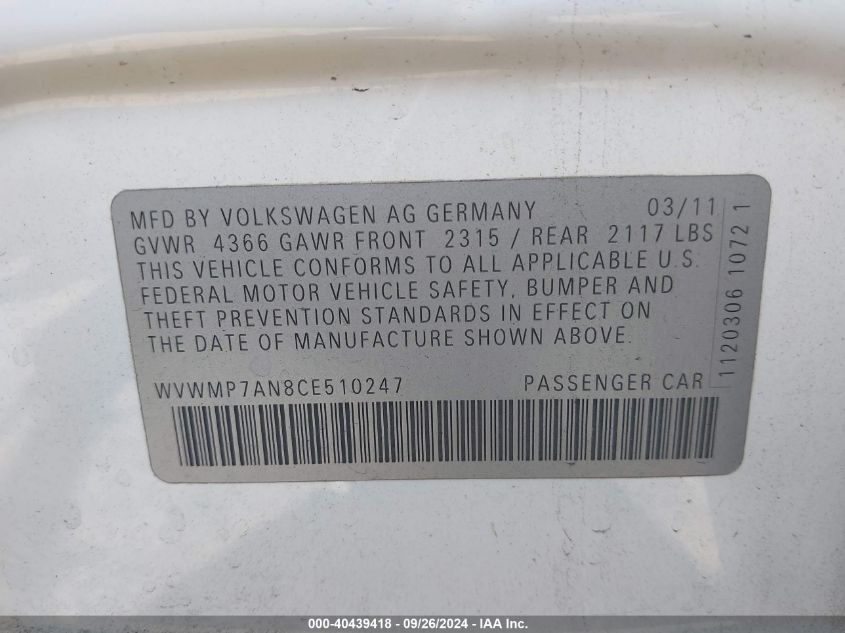 MFD BY VOLKSWAGEN AG GERMANY 03/11
GVWR 4366 GAWR FRONT 2315 / REAR 2117 LBS
THIS VEHICLE CONFORMS TO ALL APPLICABLE U.S.
FEDERAL MOTOR VEHICLE SAFETY, BUMPER AND
THEFT PREVENTION STANDARDS IN EFFECT ON
THE DATE OF MANUFACTURE SHOWN ABOVE.
WVWMP7AN8CE510247 PASSENGER CAR
1120306 1072 1
000-40439418 - 09/26/2024 - IAA Inc.